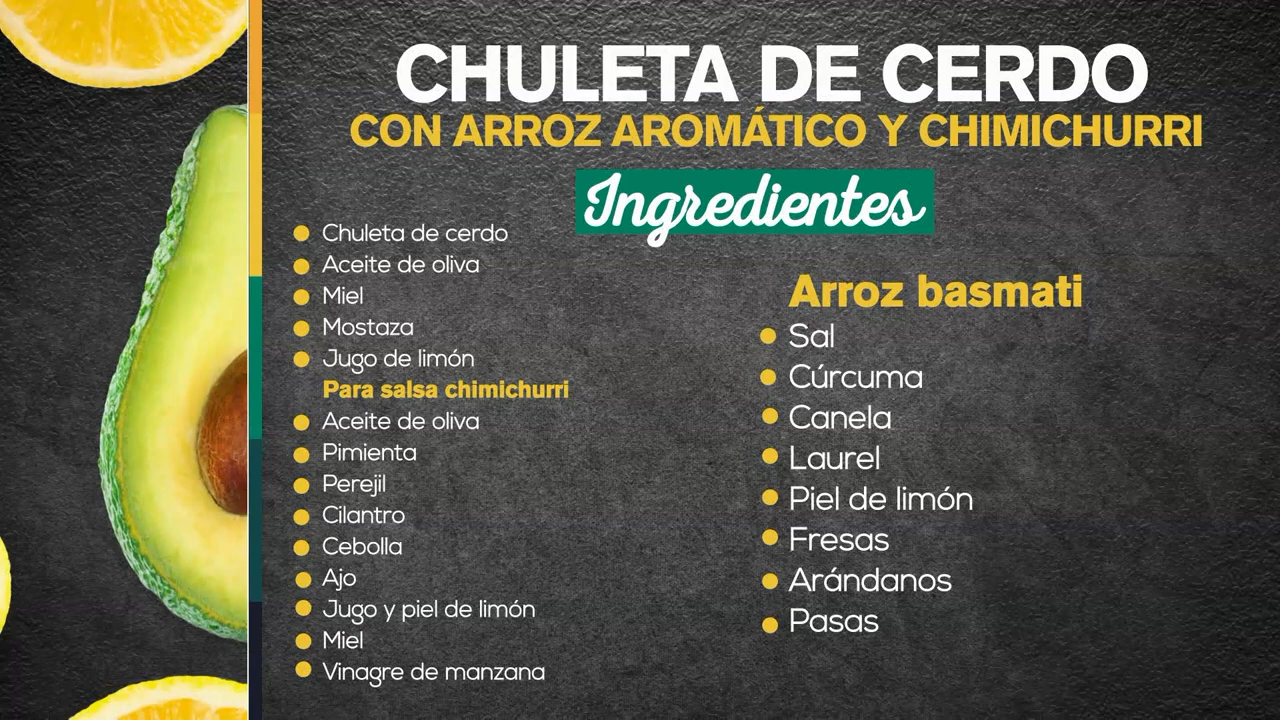 CHULETA DE CERDO
CON ARROZ AROMÁTICO Y CHIMICHURRI
Ingredientes
Chuleta de cerdo
Aceite de oliva
Miel
Mostaza
Jugo de limón
Para salsa chimichurri
Aceite de oliva
Pimienta
Perejil
Cilantro
Cebolla
Ajo
Jugo y piel de limón
Miel
Vinagre de manzana
Arroz basmati
Sal
Cúrcuma
Canela
Laurel
Piel de limón
Fresas
Arándanos
Pasas